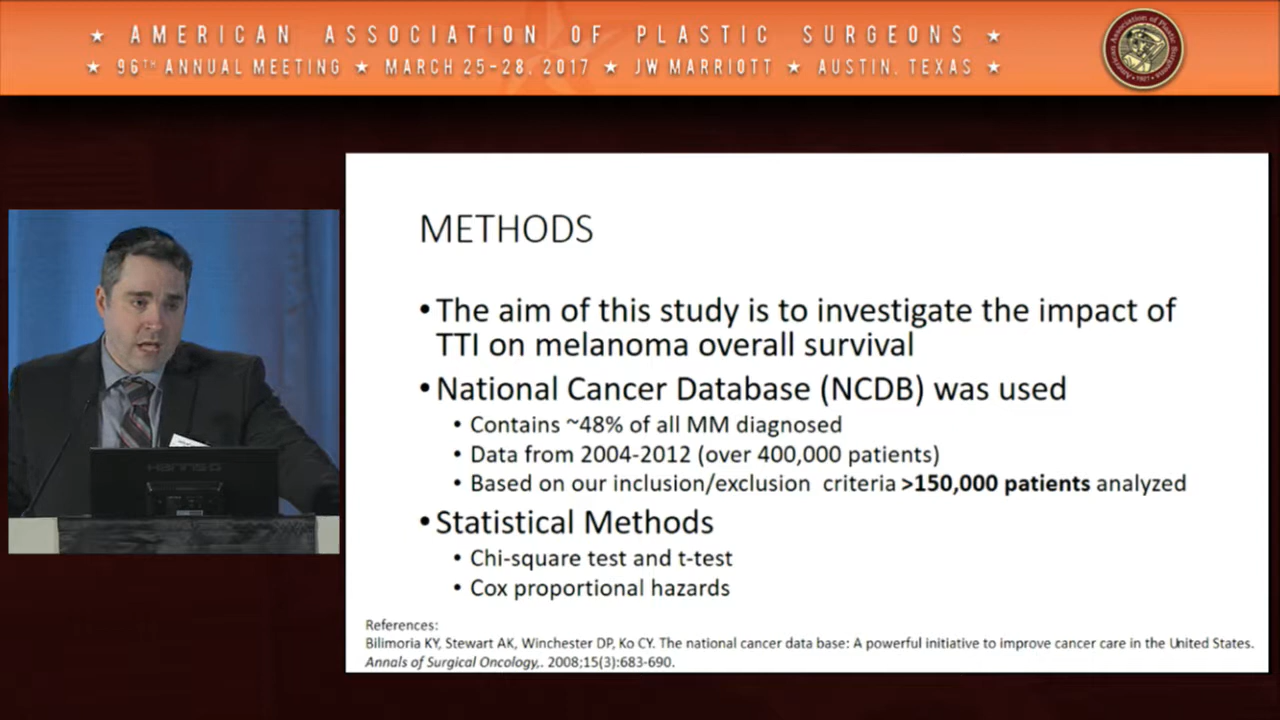 ★ AMERICAN ASSOCIATION OF PLASTIC SURGEONS ★
★ 96TH ANNUAL MEETING ★ MARCH 25-28, 2017 ★ JW MARRIOTT ★ AUSTIN, TEXAS ★
METHODS
• The aim of this study is to investigate the impact of
TTI on melanoma overall survival
• National Cancer Database (NCDB) was used
• Contains ~48% of all MM diagnosed
• Data from 2004-2012 (over 400,000 patients)
• Based on our inclusion/exclusion criteria >150,000 patients analyzed
• Statistical Methods
• Chi-square test and t-test
• Cox proportional hazards
References:
Bilimoria KY, Stewart AK, Winchester DP, Ko CY. The national cancer data base: A powerful initiative to improve cancer care in the United States.
Annals of Surgical Oncology,. 2008;15(3):683-690.
HANNS-G